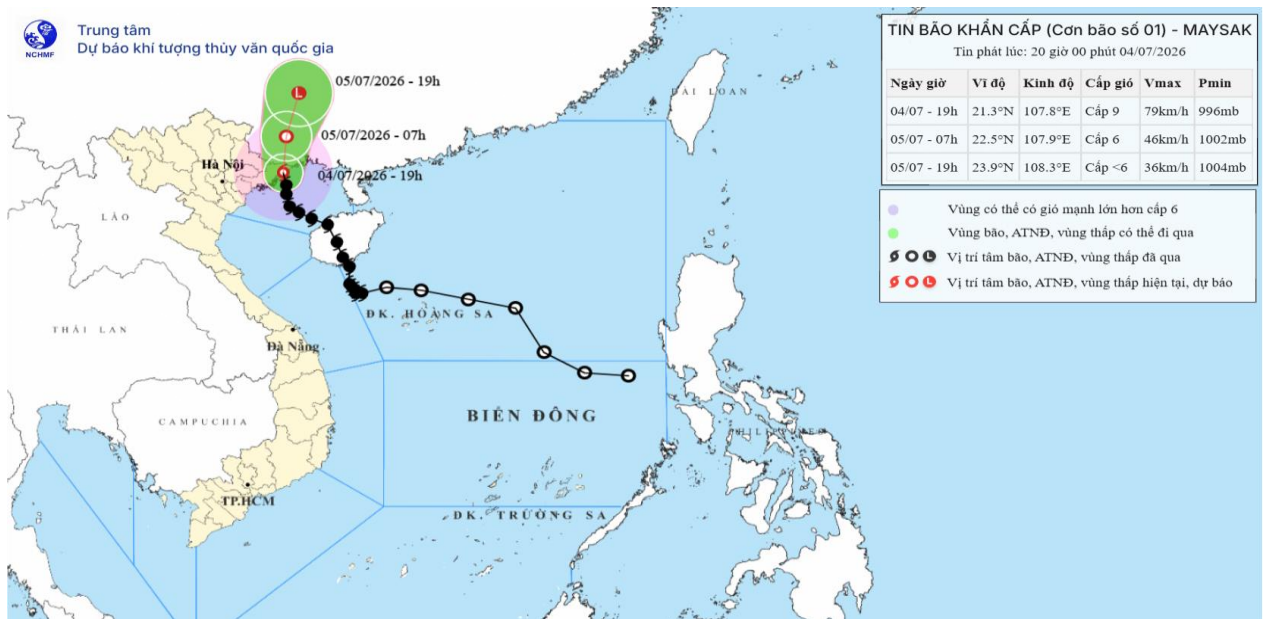 Trung tâm
Dự báo khí tượng thủy văn quốc gia
NCHMF
TIN BÃO KHẨN CẤP (Cơn bão số 01) - MAYSAK
Tin phát lúc: 20 giờ 00 phút 04/07/2026
Ngày giờ Vĩ độ Kinh độ Cấp gió Vmax Pmin
04/07 - 19h 21.3°N 107.8°E Cấp 9 79km/h 996mb
05/07 - 07h 22.5°N 107.9°E Cấp 6 46km/h 1002mb
05/07 - 19h 23.9°N 108.3°E Cấp <6 36km/h 1004mb
Vùng có thể có gió mạnh lớn hơn cấp 6
Vùng bão, ATNĐ, vùng thấp có thể đi qua
L Vị trí tâm bão, ATNĐ, vùng thấp đã qua
L Vị trí tâm bão, ATNĐ, vùng thấp hiện tại, dự báo
05/07/2026 - 19h
L
05/07/2026 - 07h
04/07/2026 - 19h
ĐÀI LOAN
Hà Nội
LÀO
THÁI LAN
ĐK. HOÀNG SA
Đà Nẵng
CAMPUCHIA
BIỂN ĐÔNG
PHILIPPINES
TP.HCM
ĐK. TRƯỜNG SA